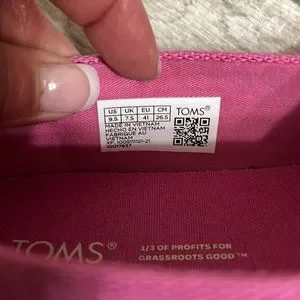 US UK EU CM TOMS®
9.5 7.5 41 26.5
MADE IN VIETNAM
HECHO EN VIETNAM
FABRIQUE AU
VIETNAM
10017837
TOMS®
1/3 OF PROFITS FOR
GRASSROOTS GOOD™